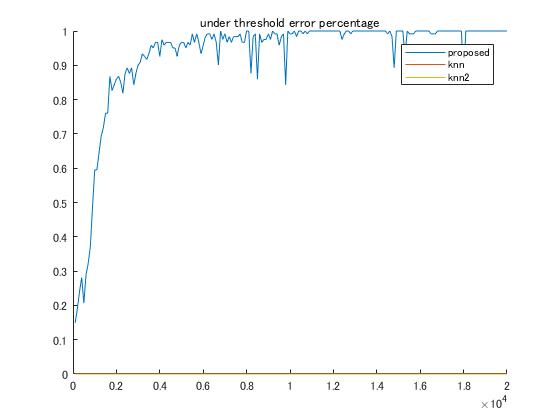 under threshold error percentage
1
0.9
0.8
0.7
0.6
0.5
0.4
0.3
0.2
0.1
0
proposed
knn
knn2
0 0.2 0.4 0.6 0.8 1 1.2 1.4 1.6 1.8 2
×10⁴